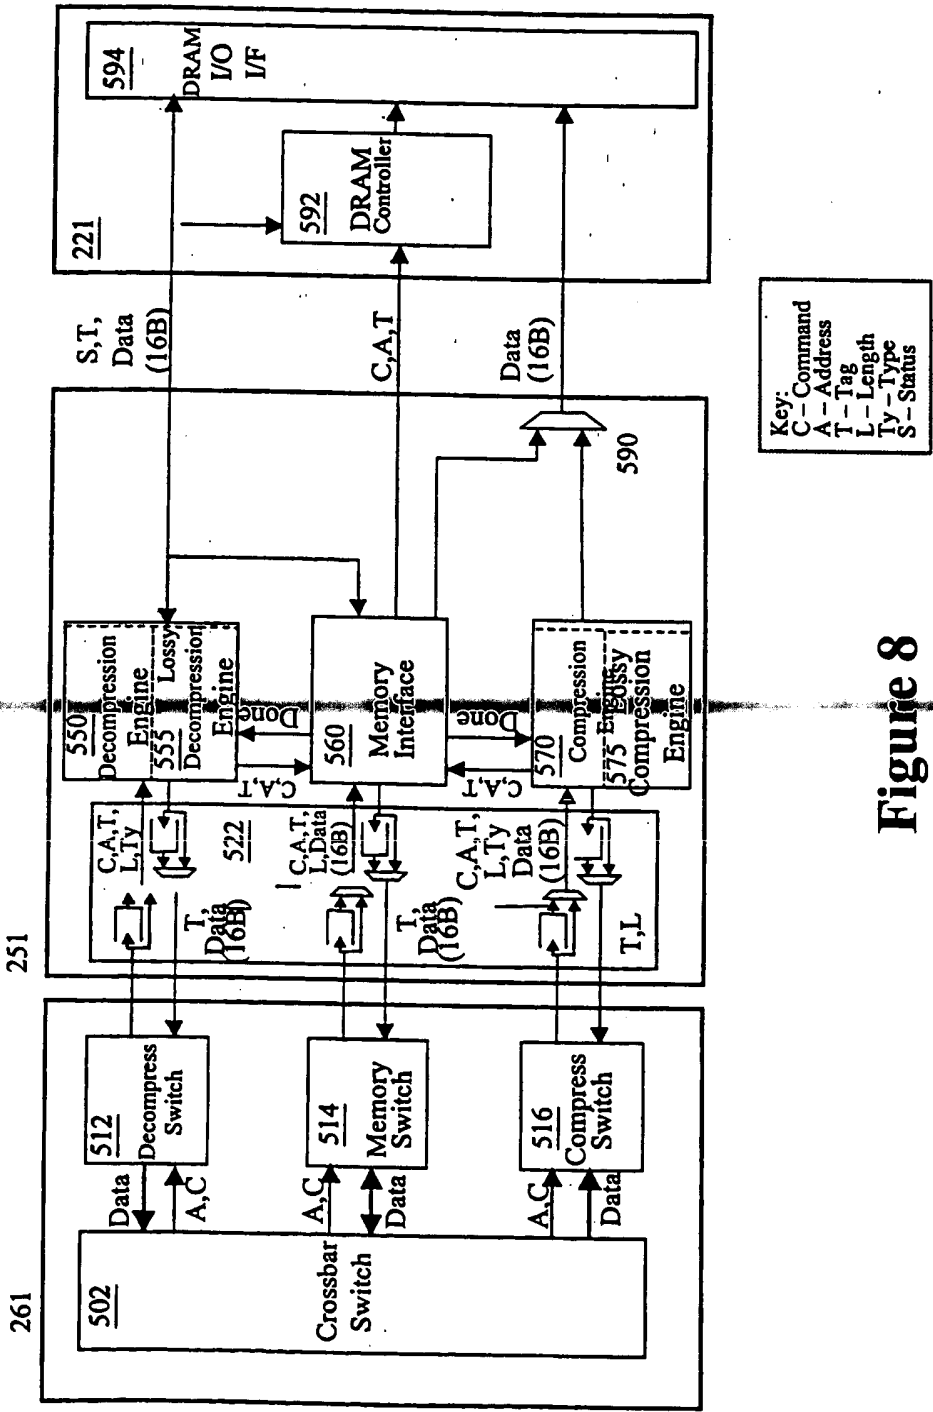 261
502
Crossbar
Switch
Data
A,C
A,C
Data
A,C
Data
512
Decompress
Switch
514
Memory
Switch
516
Compress
Switch
251
522
C,A,T,
L,Ty
T,
Data
(16B)
C,A,T,
L,Data
(16B)
T,
Data
(16B)
C,A,T,
L,Ty
Data
(16B)
T,L
550
Decompression
Engine
555
Lossy
Decompression
Engine
C,A,T
Done
560
Memory
Interface
C,A,T
Done
570
Compression
Engine
575
Lossy
Compression
Engine
590
S,T,
Data
(16B)
C,A,T
Data
(16B)
221
592
DRAM
Controller
594
DRAM
I/O
I/F
Key:
C – Command
A – Address
T – Tag
L – Length
Ty – Type
S – Status
Figure 8